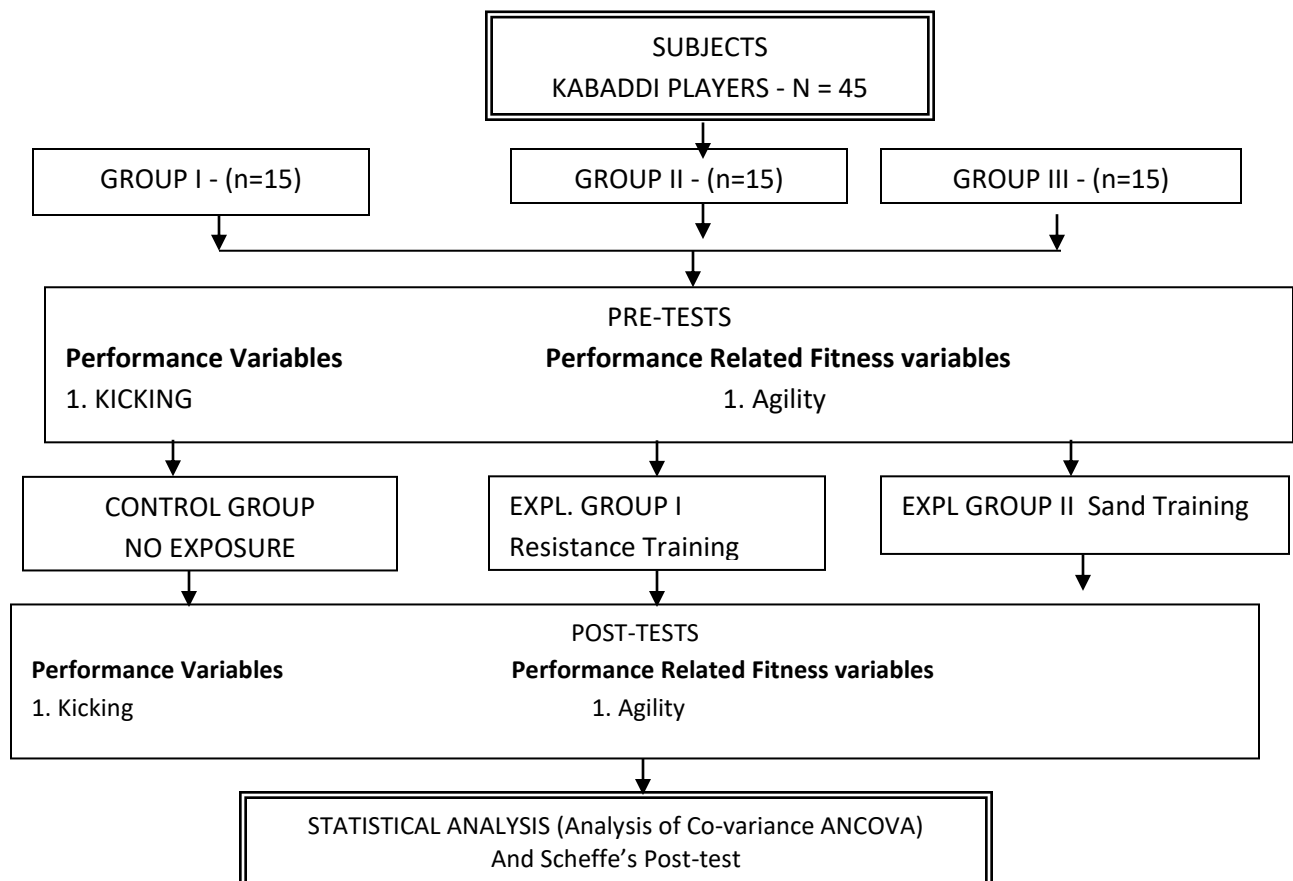 SUBJECTS
KABADDI PLAYERS - N = 45
GROUP I - (n=15)
GROUP II - (n=15)
GROUP III - (n=15)
PRE-TESTS
Performance Variables
Performance Related Fitness variables
1. KICKING
1. Agility
CONTROL GROUP
NO EXPOSURE
EXPL. GROUP I
Resistance Training
EXPL GROUP II Sand Training
POST-TESTS
Performance Variables
Performance Related Fitness variables
1. Kicking
1. Agility
STATISTICAL ANALYSIS (Analysis of Co-variance ANCOVA)
And Scheffe’s Post-test